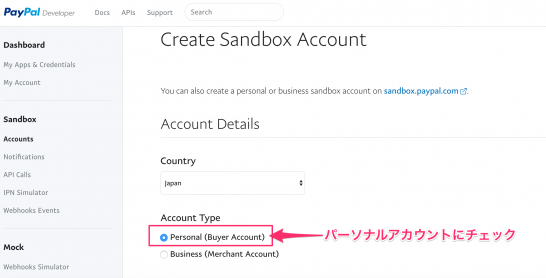 PayPal Developer
Docs APIs Support Search
Dashboard
My Apps & Credentials
My Account
Sandbox
Accounts
Notifications
API Calls
IPN Simulator
Webhooks Events
Mock
Webhooks Simulator
Create Sandbox Account
You can also create a personal or business sandbox account on sandbox.paypal.com.
Account Details
Country
Japan
Account Type
Personal (Buyer Account)
パーソナルアカウントにチェック
Business (Merchant Account)